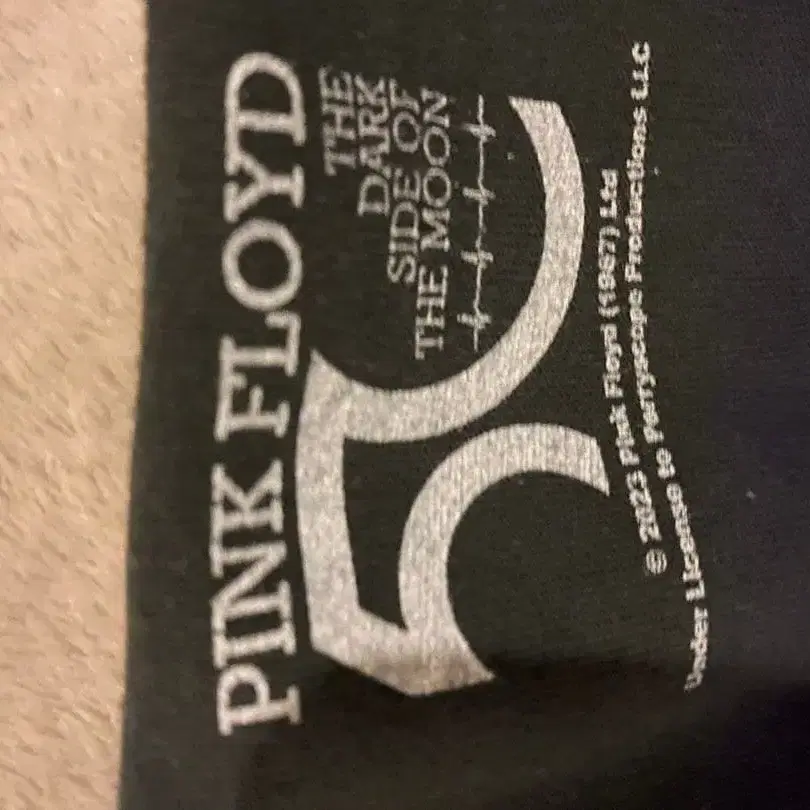 PINK FLOYD
50
THE
DARK
SIDE OF
THE MOON
© 2023 Pink Floyd (1987) Ltd
Under License to Perryscope Productions LLC